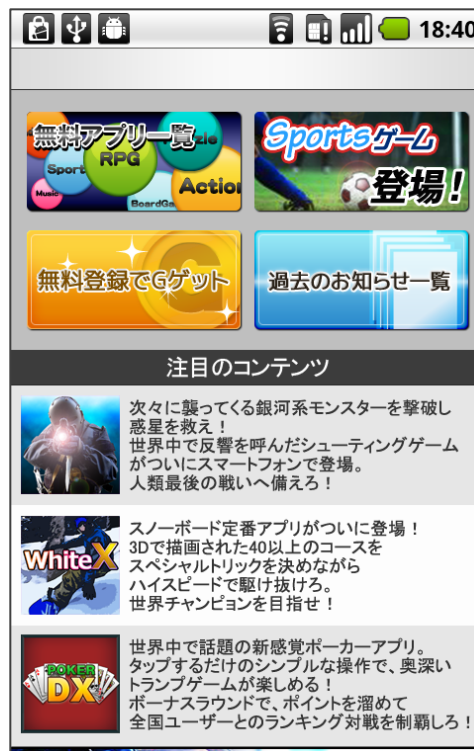 18:40
無料アプリ一覧
RPG
Sport
Action
Music
BoardGa
Sportsゲーム
登場!
無料登録でGゲット
過去のお知らせ一覧
注目のコンテンツ
次々に襲ってくる銀河系モンスターを撃破し
惑星を救え!
世界中で反響を呼んだシューティングゲーム
がついにスマートフォンで登場。
人類最後の戦いへ備えろ!
WhiteX
スノーボード定番アプリがついに登場!
3Dで描画された40以上のコースを
スペシャルトリックを決めながら
ハイスピードで駆け抜けろ。
世界チャンピョンを目指せ!
POKER
DX
世界中で話題の新感覚ポーカーアプリ。
タップするだけのシンプルな操作で、奥深い
トランプゲームが楽しめる!
ボーナスラウンドで、ポイントを溜めて
全国ユーザーとのランキング対戦を制覇しろ!